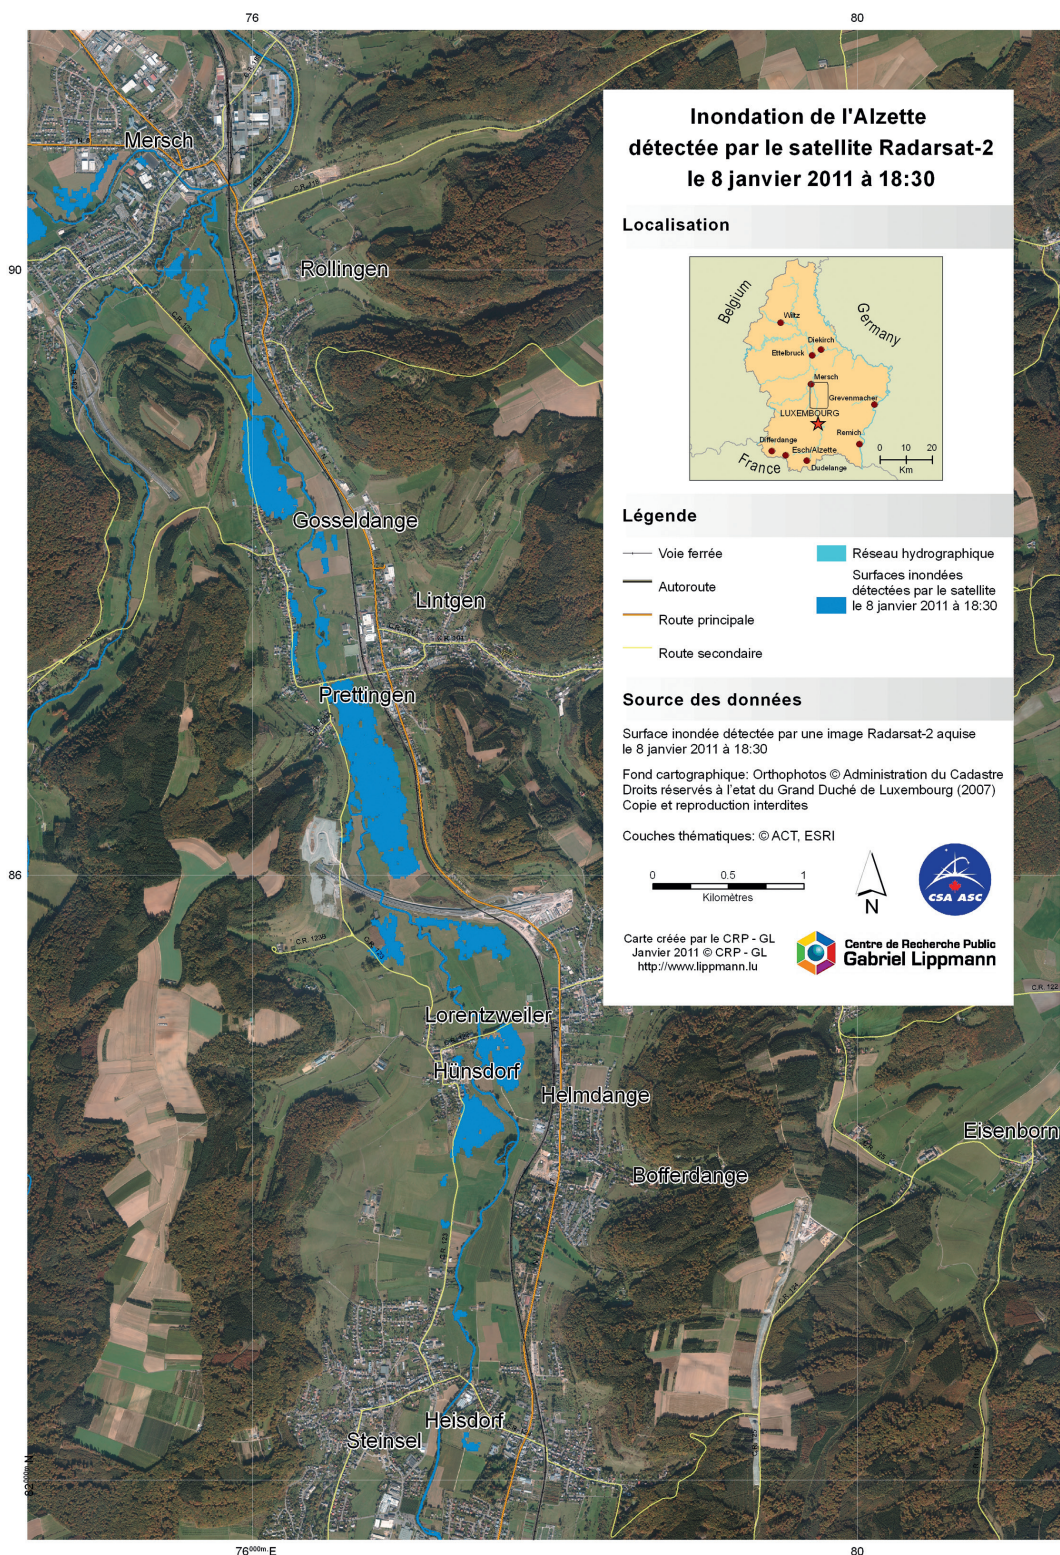 76
80
Inondation de l'Alzette
détectée par le satellite Radarsat-2
le 8 janvier 2011 à 18:30
Localisation
Belgium
Germany
Wiltz
Diekirch
Ettelbruck
Mersch
Grevenmacher
LUXEMBOURG
Remich
Differdange
Esch/Alzette
Dudelange
France
0 10 20
Km
Légende
Voie ferrée
Autoroute
Route principale
Route secondaire
Réseau hydrographique
Surfaces inondées
détectées par le satellite
le 8 janvier 2011 à 18:30
Source des données
Surface inondée détectée par une image Radarsat-2 aquise
le 8 janvier 2011 à 18:30
Fond cartographique: Orthophotos © Administration du Cadastre
Droits réservés à l'etat du Grand Duché de Luxembourg (2007)
Copie et reproduction interdites
Couches thématiques: © ACT, ESRI
0 0.5 1
Kilomètres
N
CSA ASC
Carte créée par le CRP - GL
Janvier 2011 © CRP - GL
http://www.lippmann.lu
Centre de Recherche Public
Gabriel Lippmann
Mersch
C.R. 118
90
Rollingen
Gosseldange
Lintgen
Prettingen
86
C.R. 123B
C.R. 123
C.R. 122
Lorentzweiler
Hünsdorf
Helmdange
Eisenborn
Bofferdange
C.R. 123
Heisdorf
Steinsel
82000m. N
76000m. E
80